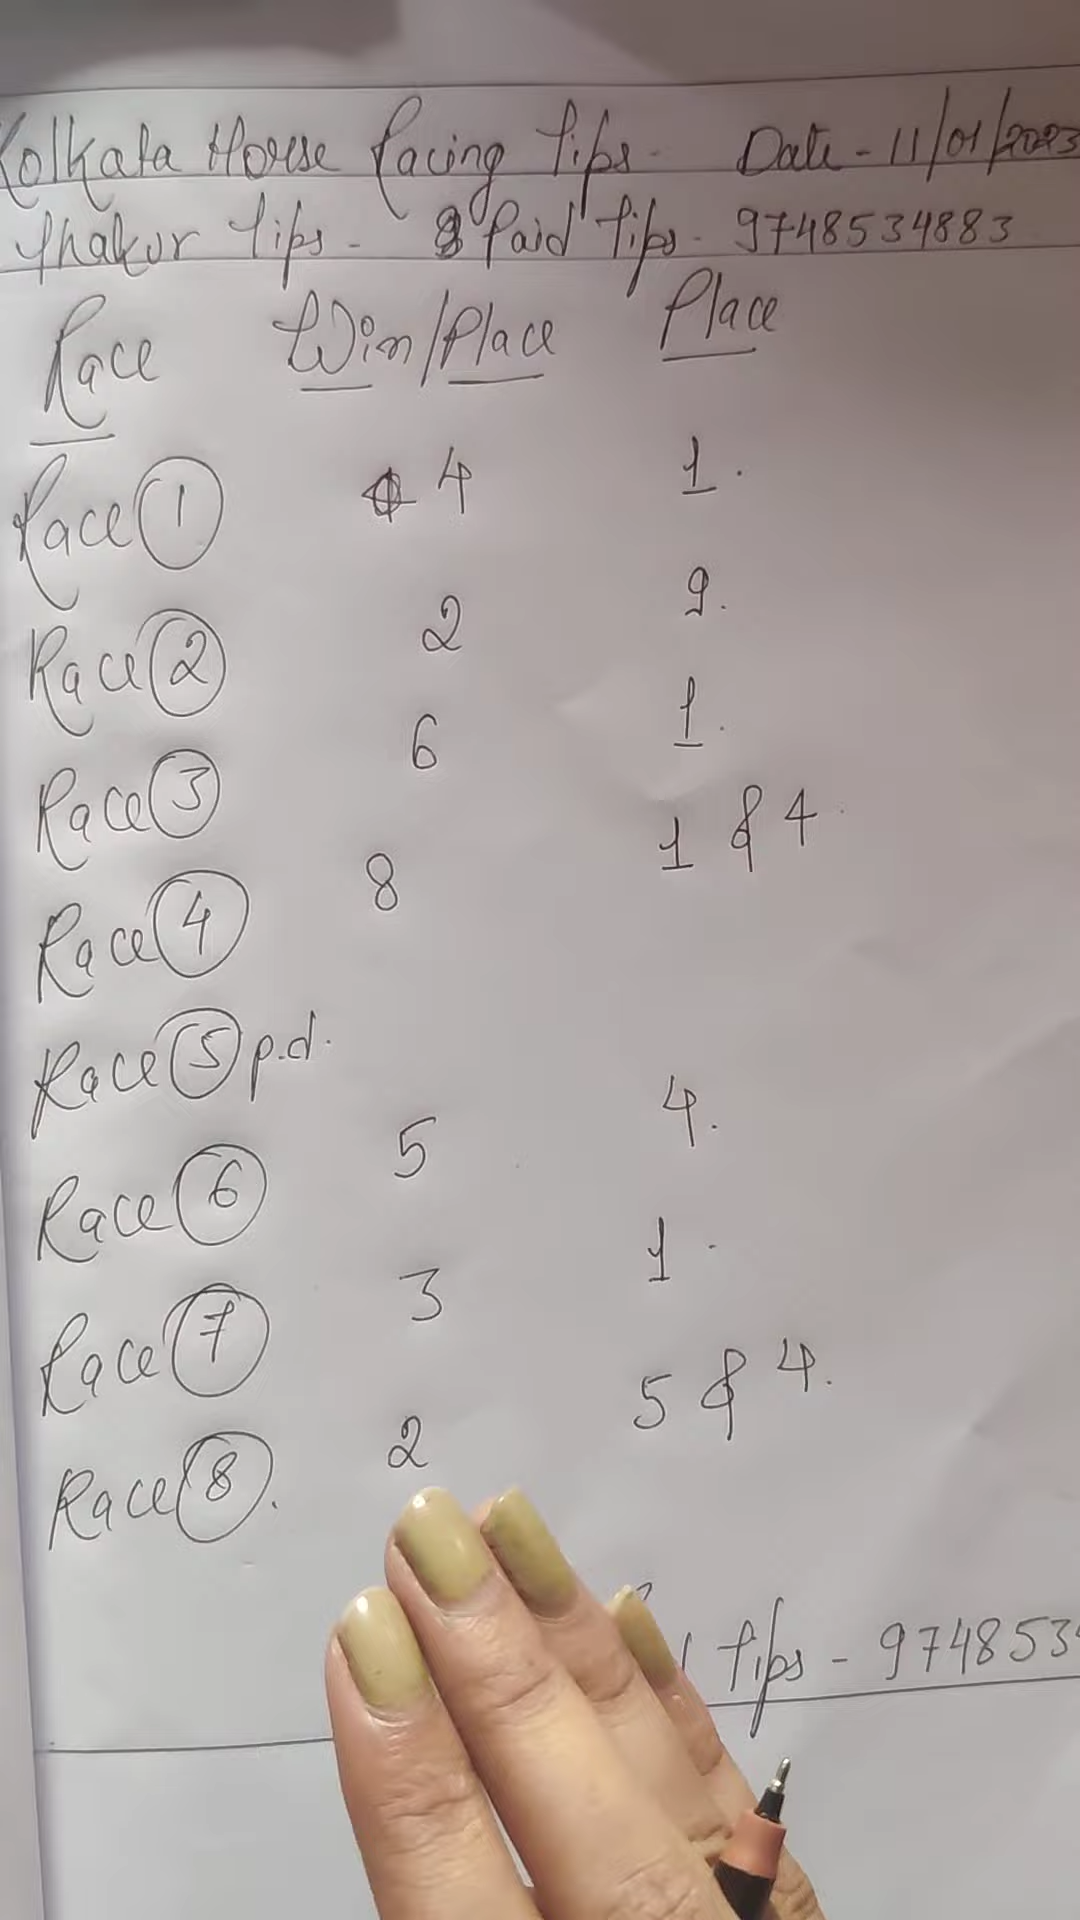 Kolkata Horse Racing Tips - Date - 11/01/2023
Thakur Tips - & Paid Tips - 9748534883
Race Win/Place Place
Race 1 4 1.
Race 2 2 9.
Race 3 6 1.
Race 4 8 1 & 4.
Race 5 p.d.
Race 6 5 4.
Race 7 3 1.
Race 8. 2 5 & 4.
Tips - 974853